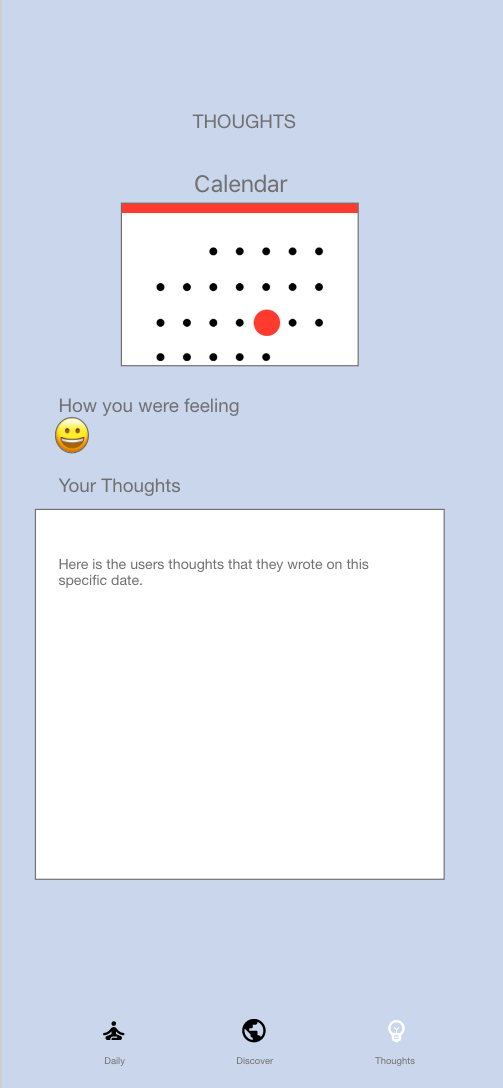 THOUGHTS
Calendar
How you were feeling
Your Thoughts
Here is the users thoughts that they wrote on this
specific date.
Daily
Discover
Thoughts